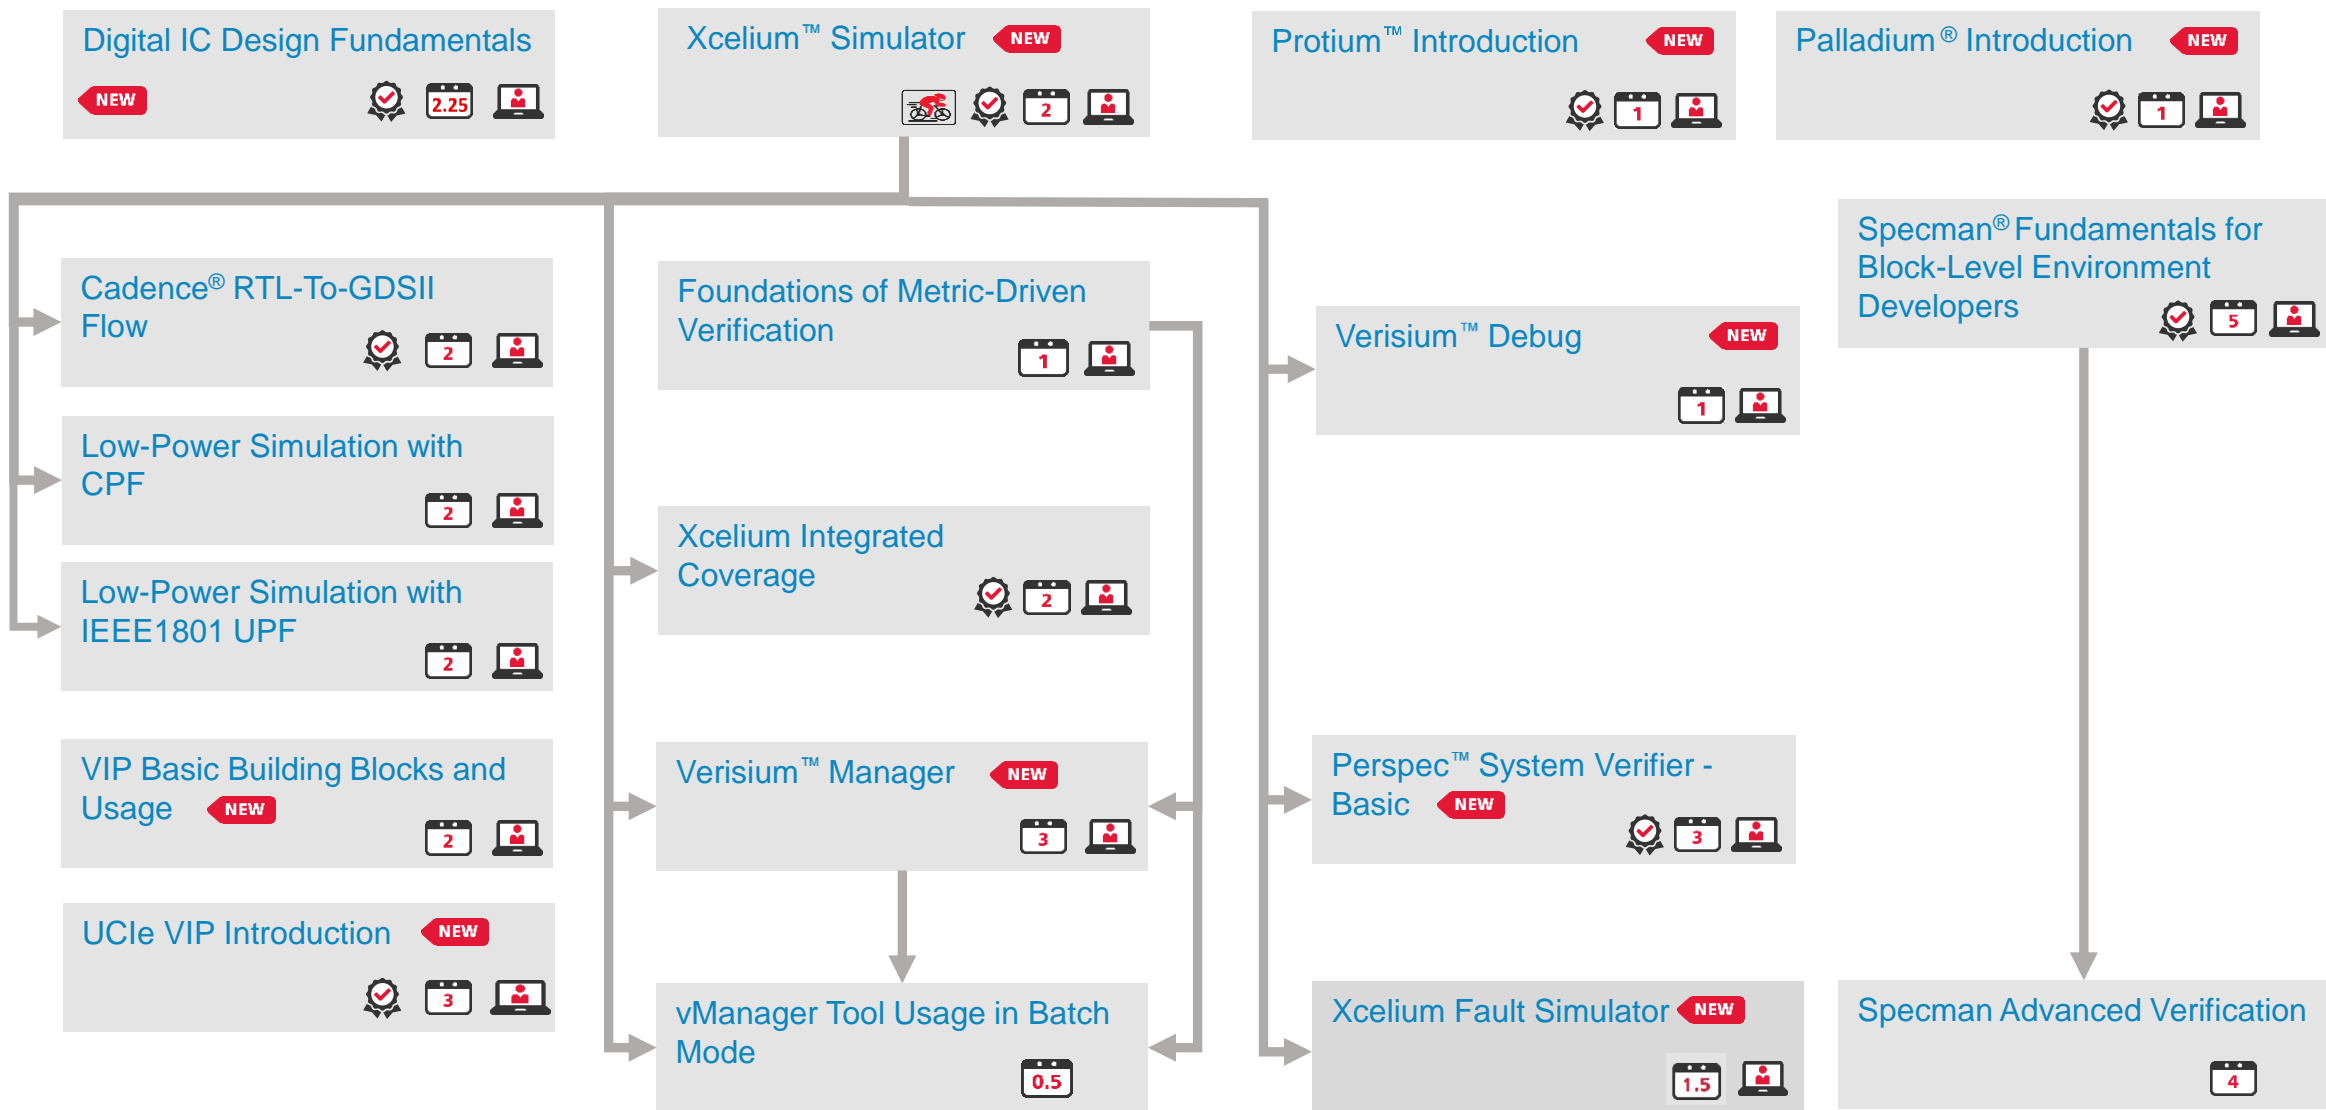 Digital IC Design Fundamentals
NEW
2.25
Xcelium™ Simulator NEW
2
Protium™ Introduction NEW
1
Palladium® Introduction NEW
1
Cadence® RTL-To-GDSII
Flow
2
Foundations of Metric-Driven
Verification
1
Verisium™ Debug NEW
1
Specman® Fundamentals for
Block-Level Environment
Developers
5
Low-Power Simulation with
CPF
2
Xcelium Integrated
Coverage
2
Low-Power Simulation with
IEEE1801 UPF
2
VIP Basic Building Blocks and
Usage NEW
2
Verisium™ Manager NEW
3
Perspec™ System Verifier -
Basic NEW
3
UCIe VIP Introduction NEW
3
vManager Tool Usage in Batch
Mode
0.5
Xcelium Fault Simulator NEW
1.5
Specman Advanced Verification
4